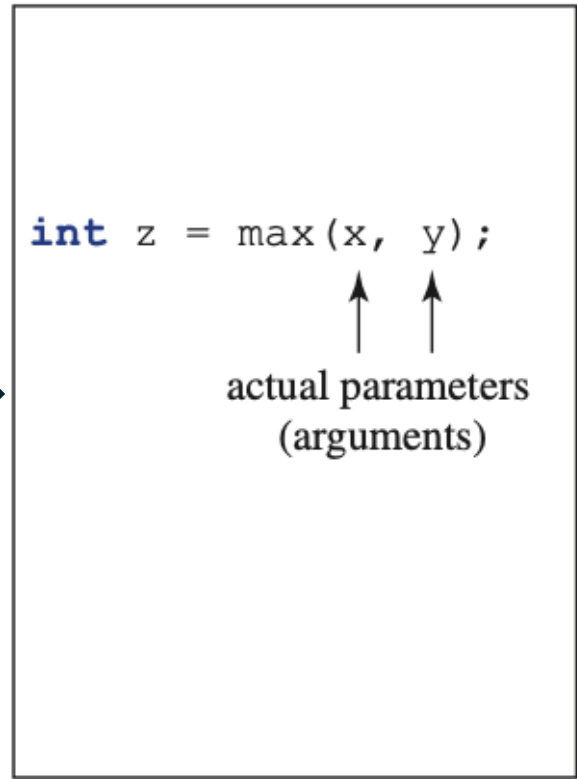 int z = max(x, y);
actual parameters
(arguments)